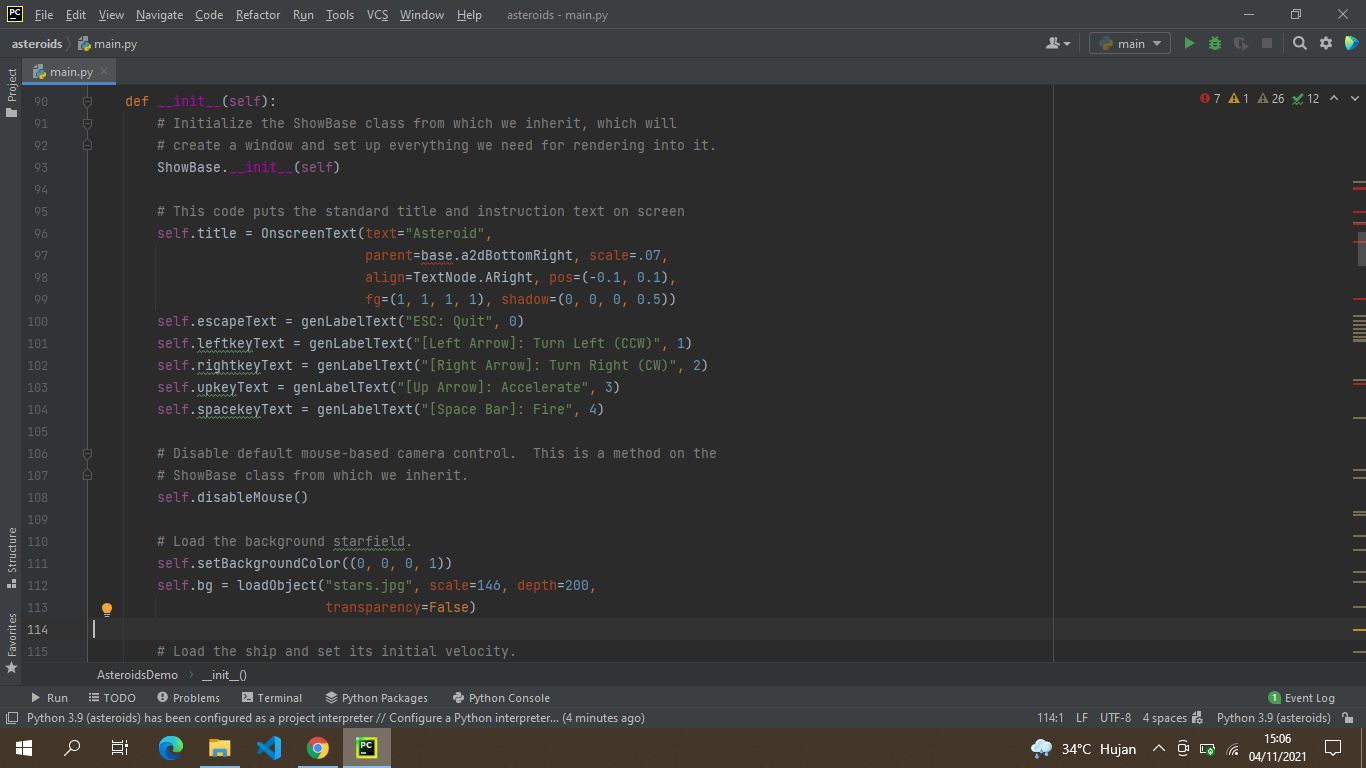 PC File Edit View Navigate Code Refactor Run Tools VCS Window Help asteroids - main.py
asteroids main.py main
Project main.py
7 1 26 12
90 def __init__(self):
91 # Initialize the ShowBase class from which we inherit, which will
92 # create a window and set up everything we need for rendering into it.
93 ShowBase.__init__(self)
94
95 # This code puts the standard title and instruction text on screen
96 self.title = OnscreenText(text="Asteroid",
97 parent=base.a2dBottomRight, scale=.07,
98 align=TextNode.ARight, pos=(-0.1, 0.1),
99 fg=(1, 1, 1, 1), shadow=(0, 0, 0, 0.5))
100 self.escapeText = genLabelText("ESC: Quit", 0)
101 self.leftkeyText = genLabelText("[Left Arrow]: Turn Left (CCW)", 1)
102 self.rightkeyText = genLabelText("[Right Arrow]: Turn Right (CW)", 2)
103 self.upkeyText = genLabelText("[Up Arrow]: Accelerate", 3)
104 self.spacekeyText = genLabelText("[Space Bar]: Fire", 4)
105
106 # Disable default mouse-based camera control.  This is a method on the
107 # ShowBase class from which we inherit.
108 self.disableMouse()
109
110 # Load the background starfield.
111 self.setBackgroundColor((0, 0, 0, 1))
112 self.bg = loadObject("stars.jpg", scale=146, depth=200,
113 transparency=False)
114
115 # Load the ship and set its initial velocity.
Structure
Favorites
AsteroidsDemo __init__()
Run TODO Problems Terminal Python Packages Python Console 1 Event Log
Python 3.9 (asteroids) has been configured as a project interpreter // Configure a Python interpreter... (4 minutes ago) 114:1 LF UTF-8 4 spaces Python 3.9 (asteroids)
PC 34°C Hujan 15:06
04/11/2021